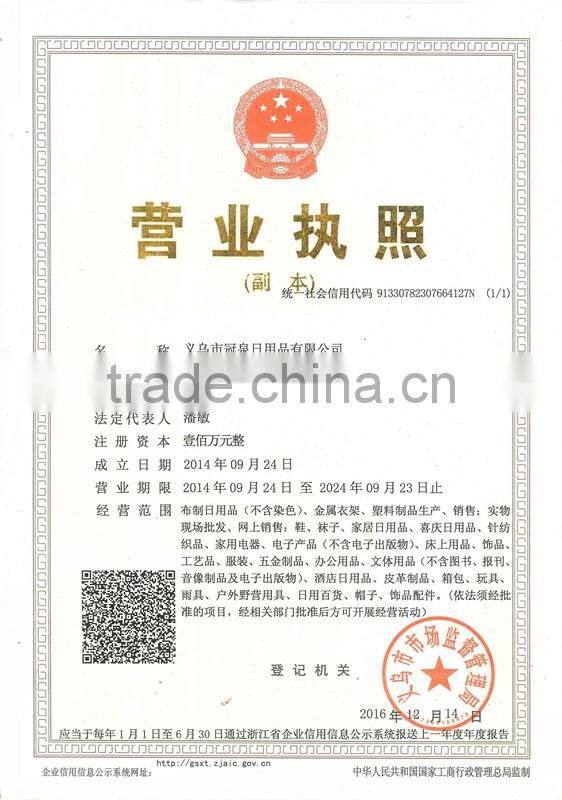 营业执照
(副 本)
统一社会信用代码 91330782307664127N (1/1)
名 称 义乌市冠泉日用品有限公司
trade.china.cn
法定代表人 潘敏
注册资本 壹佰万元整
成立日期 2014年09月24日
营业期限 2014年09月24日 至 2024年09月23日止
经营范围 布制日用品（不含染色）、金属衣架、塑料制品生产、销售；实物
现场批发、网上销售：鞋、袜子、家居日用品、喜庆日用品、针纺
织品、家用电器、电子产品（不含电子出版物）、床上用品、饰品、
工艺品、服装、五金制品、办公用品、文体用品（不含图书、报刊、
音像制品及电子出版物）、酒店日用品、皮革制品、箱包、玩具、
雨具、户外野营用具、日用百货、帽子、饰品配件。（依法须经批
准的项目，经相关部门批准后方可开展经营活动）
义乌市市场监督管理局
登记机关
2016年12月14日
应当于每年1月1日至6月30日通过浙江省企业信用信息公示系统报送上一年度年度报告
http://gsxt.zjaic.gov.cn
企业信用信息公示系统网址：
中华人民共和国国家工商行政管理总局监制